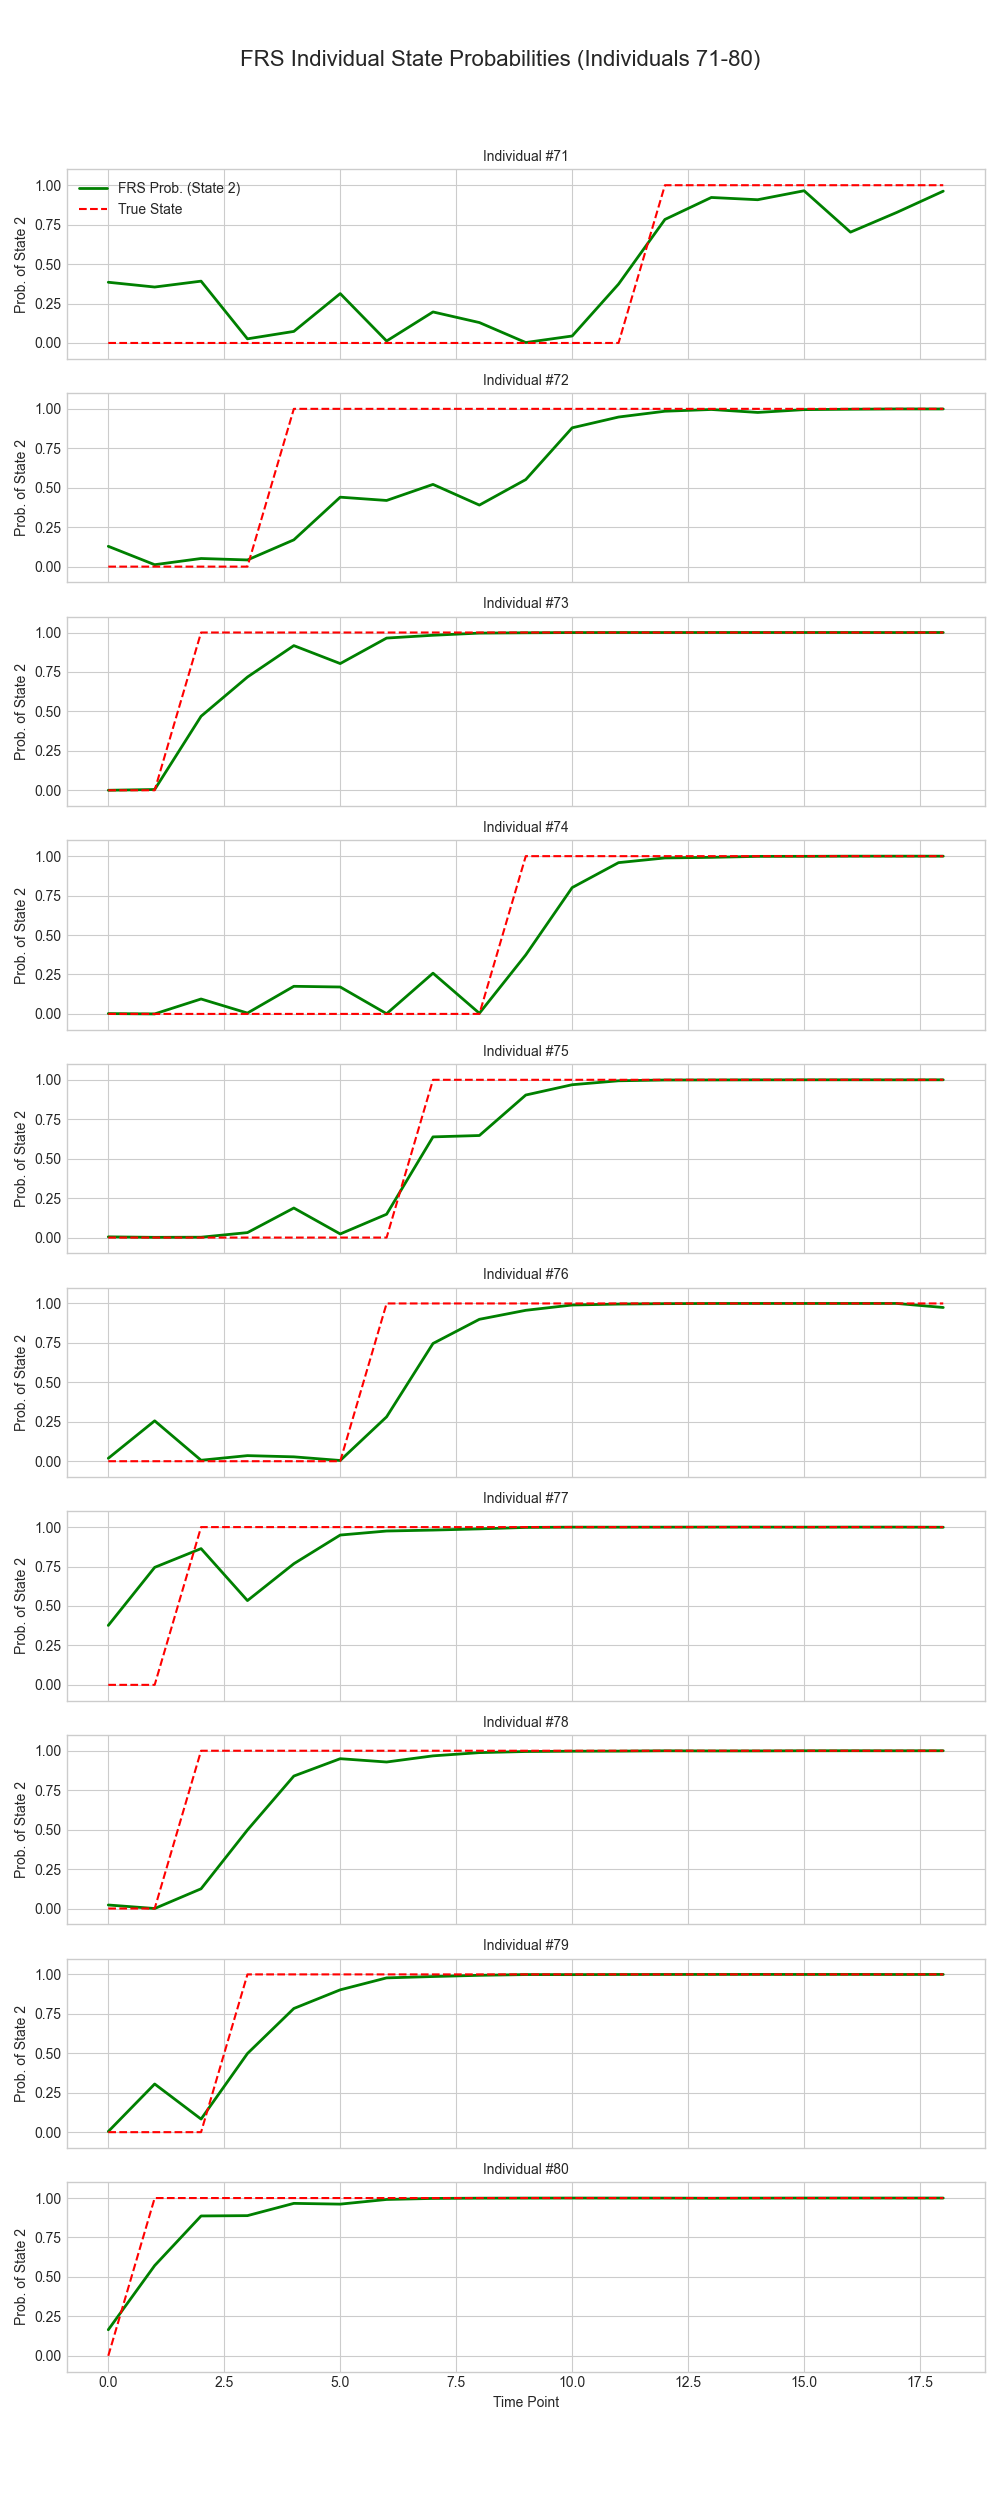 FRS Individual State Probabilities (Individuals 71-80)
Individual #71
1.00
0.75
0.50
0.25
0.00
Prob. of State 2
FRS Prob. (State 2)
True State
Individual #72
1.00
0.75
0.50
0.25
0.00
Prob. of State 2
Individual #73
1.00
0.75
0.50
0.25
0.00
Prob. of State 2
Individual #74
1.00
0.75
0.50
0.25
0.00
Prob. of State 2
Individual #75
1.00
0.75
0.50
0.25
0.00
Prob. of State 2
Individual #76
1.00
0.75
0.50
0.25
0.00
Prob. of State 2
Individual #77
1.00
0.75
0.50
0.25
0.00
Prob. of State 2
Individual #78
1.00
0.75
0.50
0.25
0.00
Prob. of State 2
Individual #79
1.00
0.75
0.50
0.25
0.00
Prob. of State 2
Individual #80
1.00
0.75
0.50
0.25
0.00
Prob. of State 2
0.0 2.5 5.0 7.5 10.0 12.5 15.0 17.5
Time Point